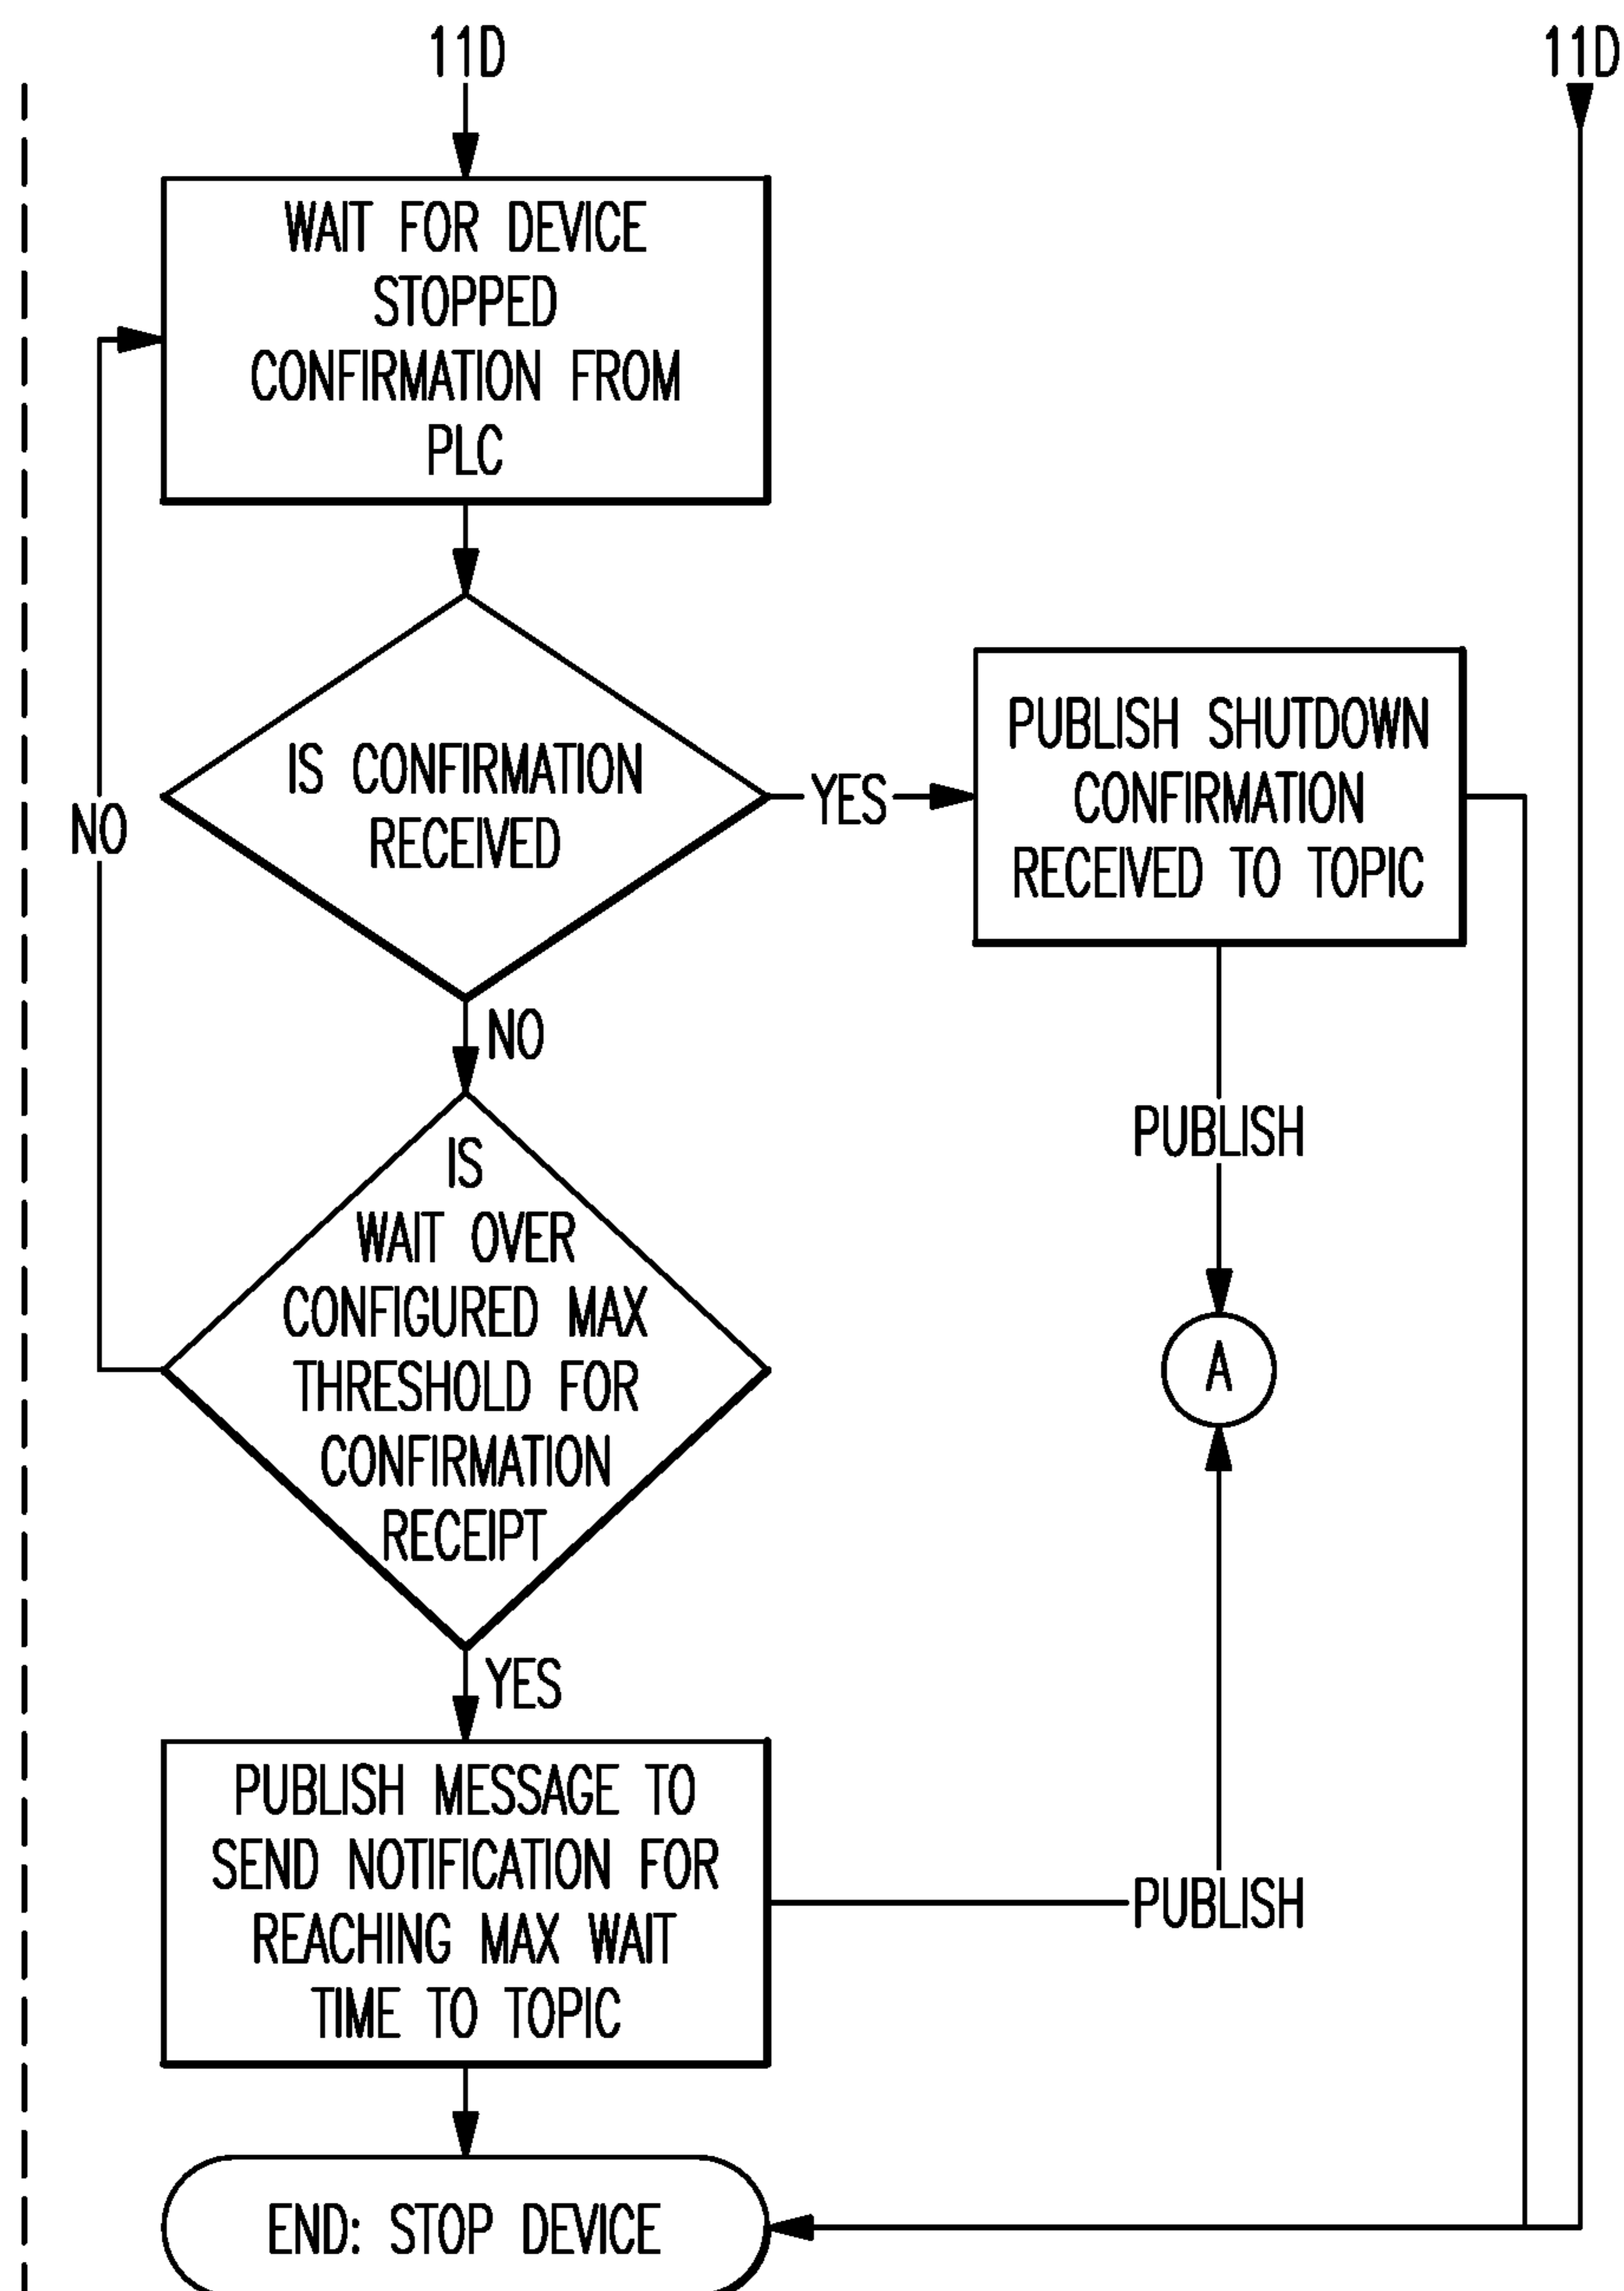 11D
11D
WAIT FOR DEVICE
STOPPED
CONFIRMATION FROM
PLC
IS CONFIRMATION
RECEIVED
YES
PUBLISH SHUTDOWN
CONFIRMATION
RECEIVED TO TOPIC
NO
NO
PUBLISH
IS
WAIT OVER
CONFIGURED MAX
THRESHOLD FOR
CONFIRMATION
RECEIPT
A
YES
PUBLISH MESSAGE TO
SEND NOTIFICATION FOR
REACHING MAX WAIT
TIME TO TOPIC
PUBLISH
END: STOP DEVICE